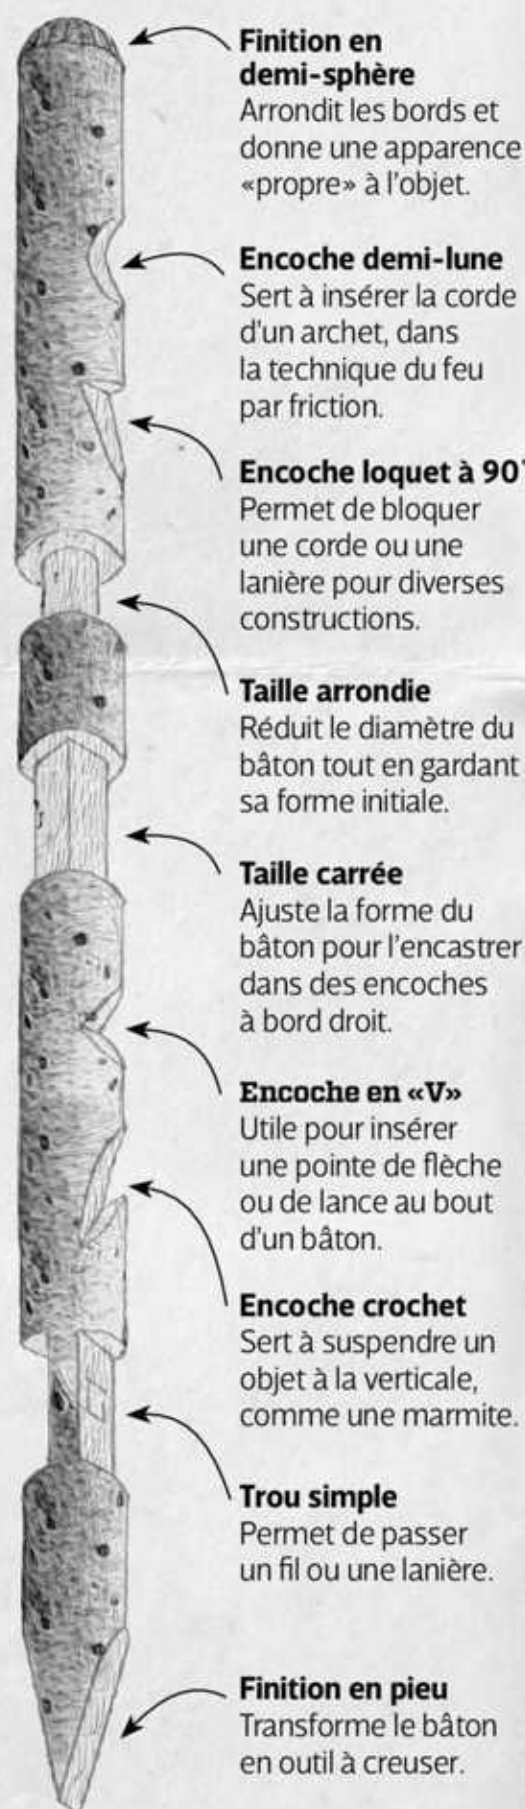 Finition en
demi-sphère
Arrondit les bords et
donne une apparence
«propre» à l'objet.
Encoche demi-lune
Sert à insérer la corde
d'un archet, dans
la technique du feu
par friction.
Encoche loquet à 90°
Permet de bloquer
une corde ou une
lanière pour diverses
constructions.
Taille arrondie
Réduit le diamètre du
bâton tout en gardant
sa forme initiale.
Taille carrée
Ajuste la forme du
bâton pour l'encastrer
dans des encoches
à bord droit.
Encoche en «V»
Utile pour insérer
une pointe de flèche
ou de lance au bout
d'un bâton.
Encoche crochet
Sert à suspendre un
objet à la verticale,
comme une marmite.
Trou simple
Permet de passer
un fil ou une lanière.
Finition en pieu
Transforme le bâton
en outil à creuser.